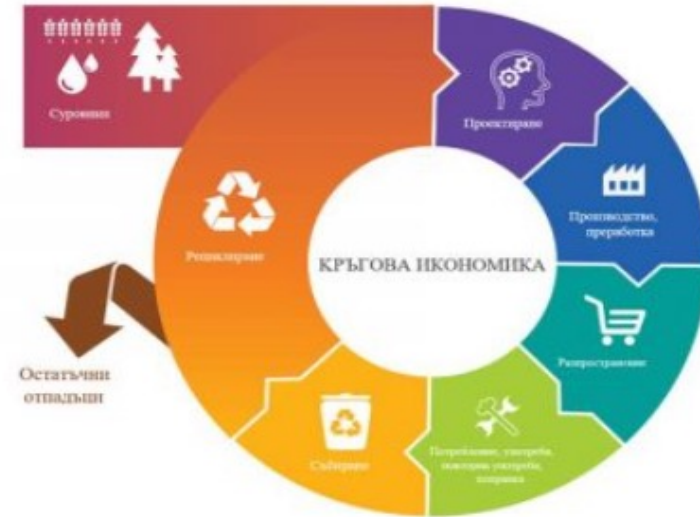 Суровини
Проектиране
Производство,
преработка
Рециклиране
КРЪГОВА ИКОНОМИКА
Разпространение
Остатъчни
отпадъци
Събиране
Потребление, употреба,
повторна употреба,
поправка